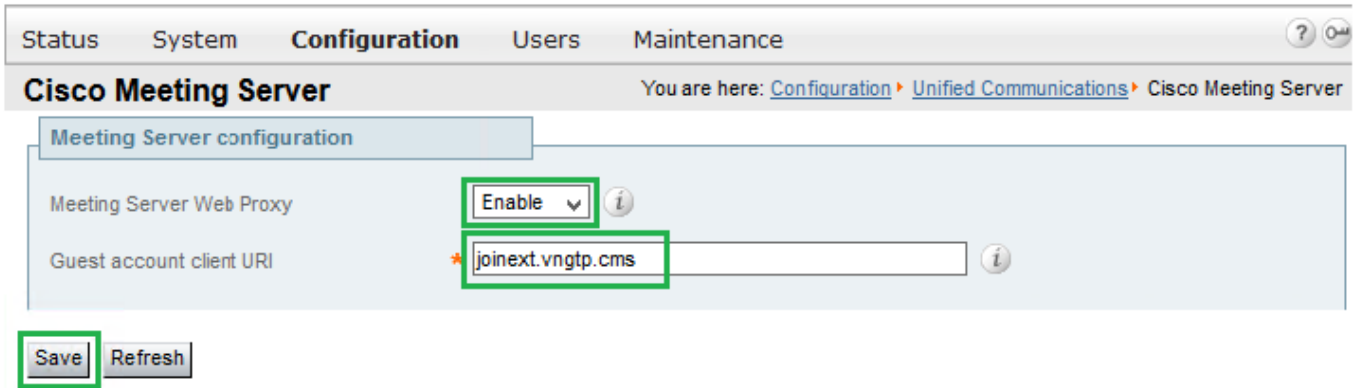 Status System Configuration Users Maintenance ?
Cisco Meeting Server You are here: Configuration Unified Communications Cisco Meeting Server
Meeting Server configuration
Meeting Server Web Proxy Enable i
Guest account client URI * joinext.vngtp.cms i
Save Refresh